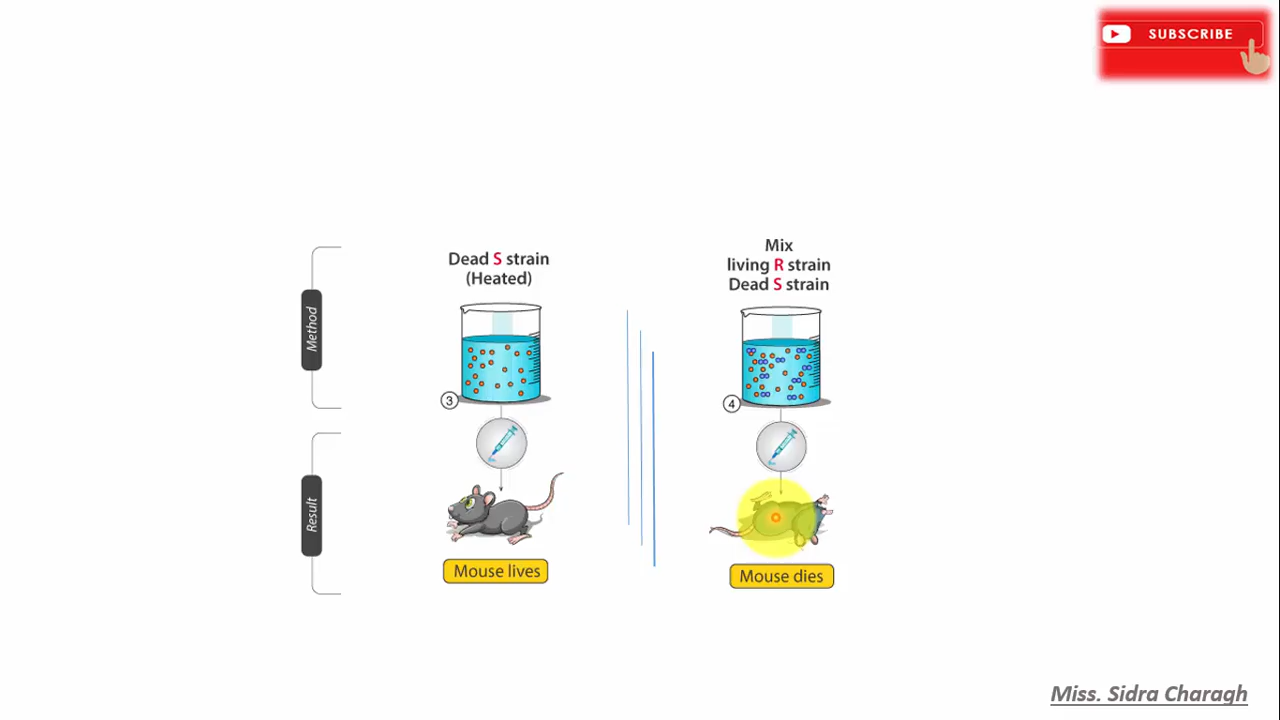 SUBSCRIBE
Method
Dead S strain
(Heated)
3
Mix
living R strain
Dead S strain
4
Result
Mouse lives
Mouse dies
Miss. Sidra Charagh